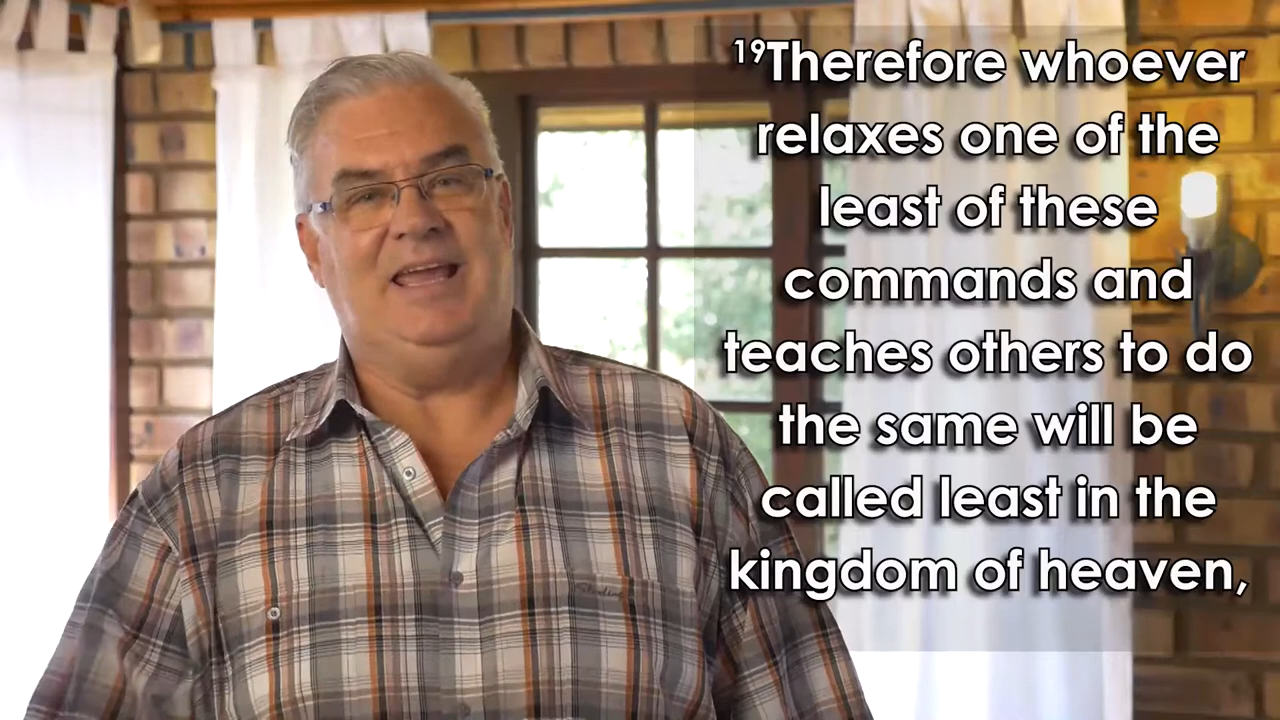 ¹⁹Therefore whoever
relaxes one of the
least of these
commands and
teaches others to do
the same will be
called least in the
kingdom of heaven,